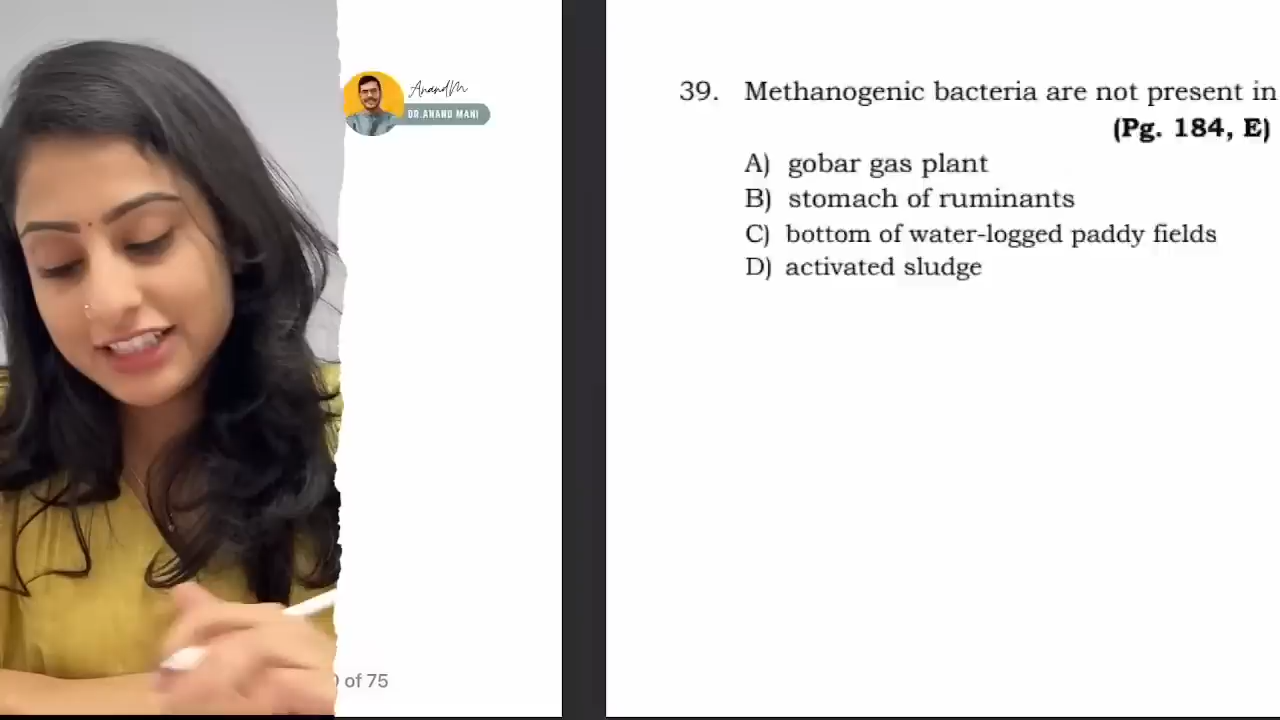 AnandM
DR.ANAND MANI
39. Methanogenic bacteria are not present in
(Pg. 184, E)
A) gobar gas plant
B) stomach of ruminants
C) bottom of water-logged paddy fields
D) activated sludge
of 75